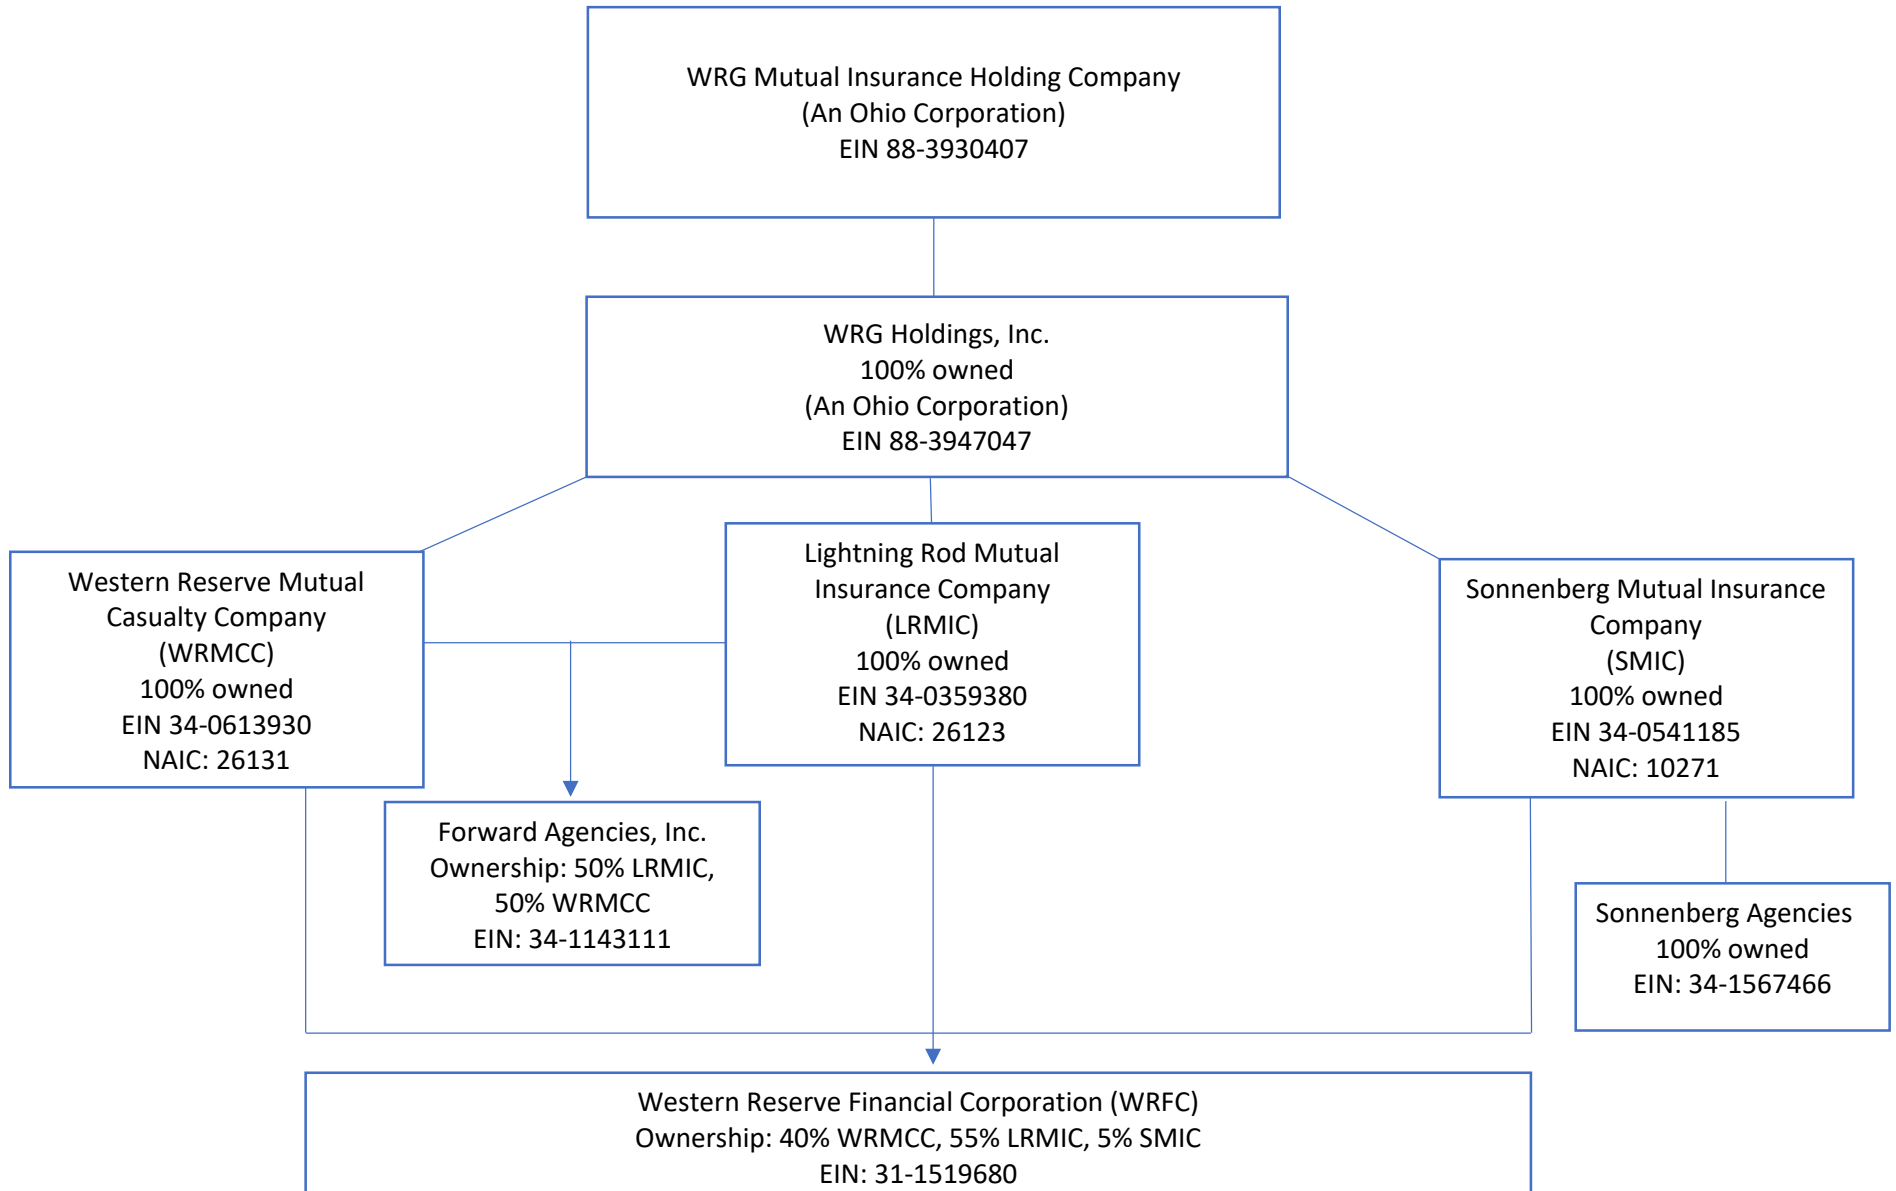 WRG Mutual Insurance Holding Company
(An Ohio Corporation)
EIN 88-3930407
WRG Holdings, Inc.
100% owned
(An Ohio Corporation)
EIN 88-3947047
Western Reserve Mutual
Casualty Company
(WRMCC)
100% owned
EIN 34-0613930
NAIC: 26131
Lightning Rod Mutual
Insurance Company
(LRMIC)
100% owned
EIN 34-0359380
NAIC: 26123
Sonnenberg Mutual Insurance
Company
(SMIC)
100% owned
EIN 34-0541185
NAIC: 10271
Forward Agencies, Inc.
Ownership: 50% LRMIC,
50% WRMCC
EIN: 34-1143111
Sonnenberg Agencies
100% owned
EIN: 34-1567466
Western Reserve Financial Corporation (WRFC)
Ownership: 40% WRMCC, 55% LRMIC, 5% SMIC
EIN: 31-1519680